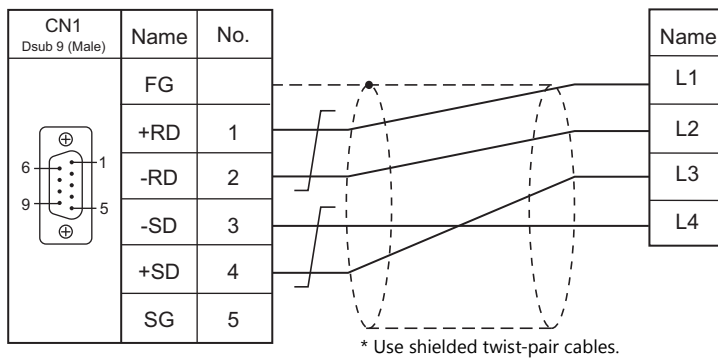 CN1
Dsub 9 (Male)
Name No.
FG
+RD 1
-RD 2
-SD 3
+SD 4
SG 5
6 1
9 5
Name
L1
L2
L3
L4
* Use shielded twist-pair cables.